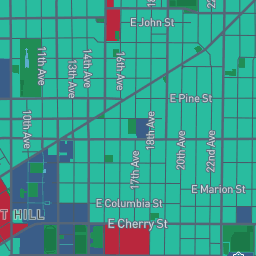 E John St
11th Ave
14th Ave
13th Ave
16th Ave
E Pine St
10th Ave
18th Ave
20th Ave
22nd Ave
17th Ave
E Marion St
E Columbia St
T HILL
E Cherry St